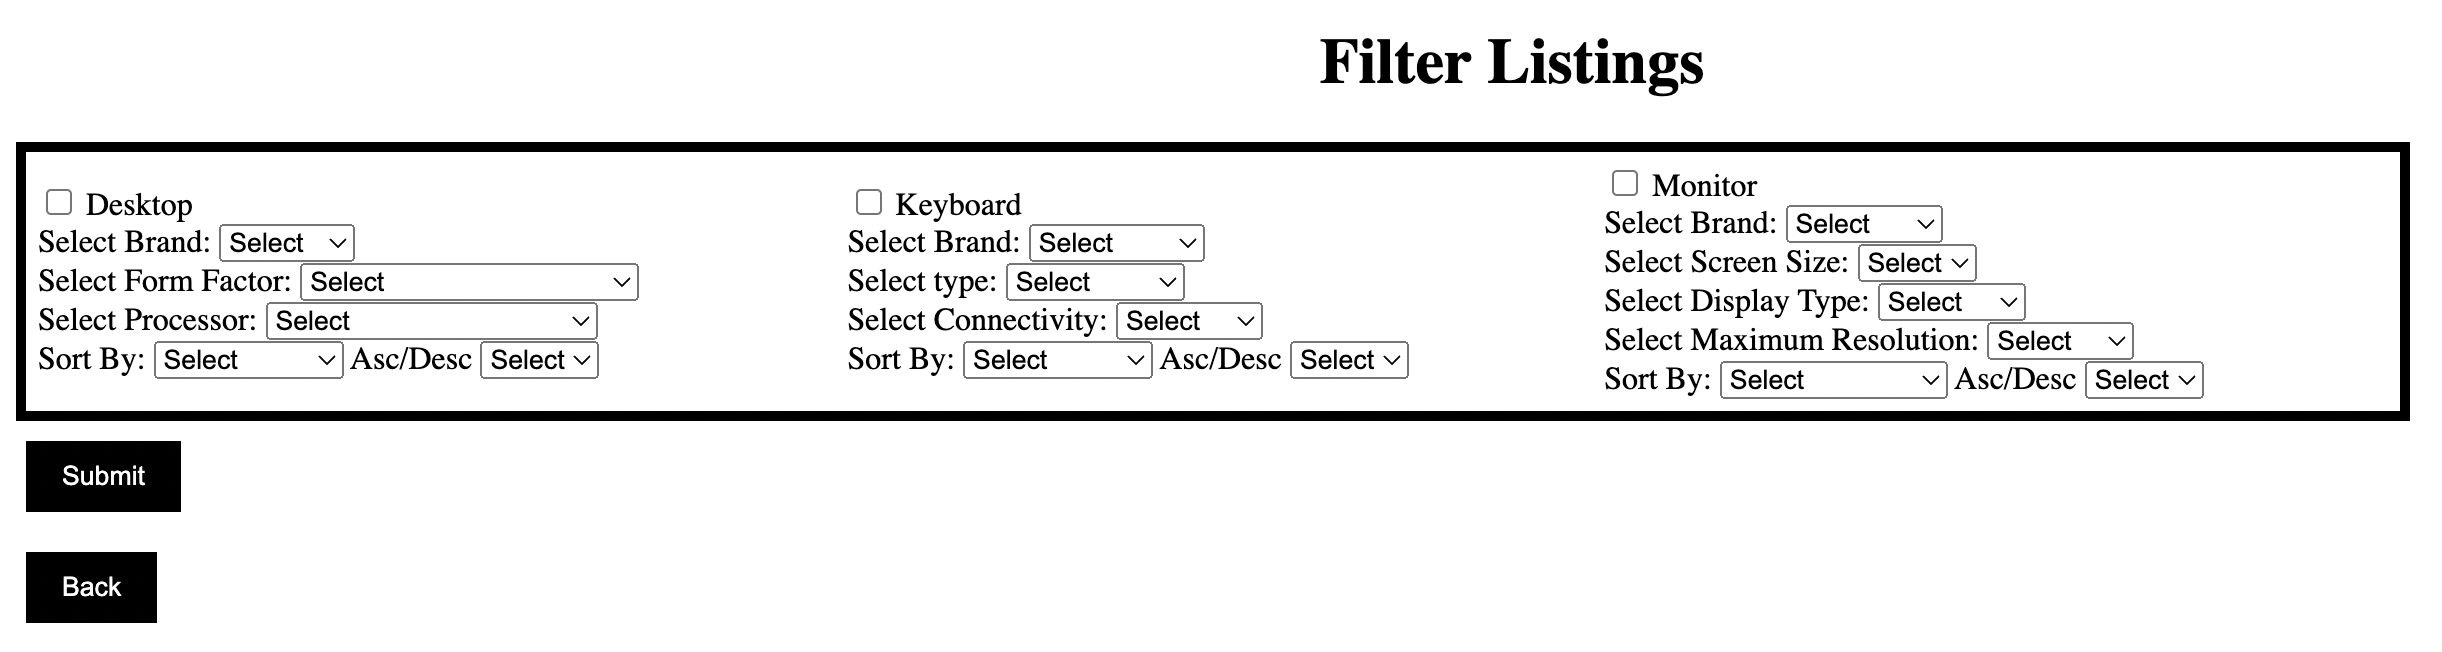 Filter Listings
Desktop
Select Brand: Select
Select Form Factor: Select
Select Processor: Select
Sort By: Select Asc/Desc Select
Keyboard
Select Brand: Select
Select type: Select
Select Connectivity: Select
Sort By: Select Asc/Desc Select
Monitor
Select Brand: Select
Select Screen Size: Select
Select Display Type: Select
Select Maximum Resolution: Select
Sort By: Select Asc/Desc Select
Submit
Back